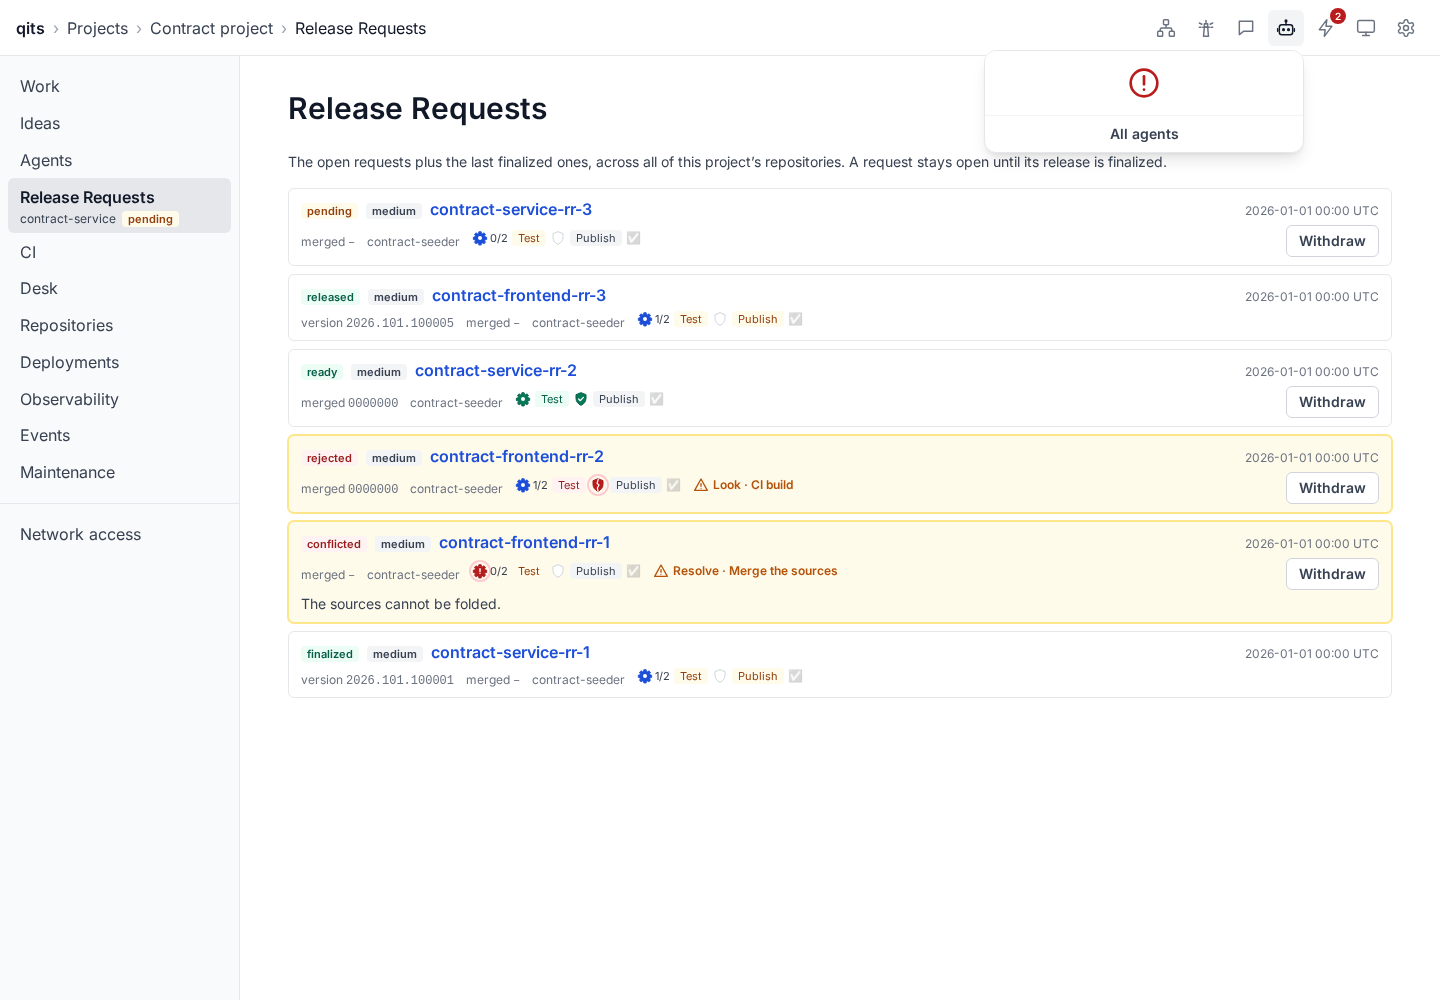 qits › Projects › Contract project › Release Requests
2
All agents
Work
Ideas
Agents
Release Requests
contract-service pending
CI
Desk
Repositories
Deployments
Observability
Events
Maintenance
Network access
Release Requests
The open requests plus the last finalized ones, across all of this project’s repositories. A request stays open until its release is finalized.
pending medium contract-service-rr-3 2026-01-01 00:00 UTC
merged – contract-seeder 0/2 Test Publish Withdraw
released medium contract-frontend-rr-3 2026-01-01 00:00 UTC
version 2026.101.100005 merged – contract-seeder 1/2 Test Publish
ready medium contract-service-rr-2 2026-01-01 00:00 UTC
merged 0000000 contract-seeder Test Publish Withdraw
rejected medium contract-frontend-rr-2 2026-01-01 00:00 UTC
merged 0000000 contract-seeder 1/2 Test Publish Look · CI build Withdraw
conflicted medium contract-frontend-rr-1 2026-01-01 00:00 UTC
merged – contract-seeder 0/2 Test Publish Resolve · Merge the sources Withdraw
The sources cannot be folded.
finalized medium contract-service-rr-1 2026-01-01 00:00 UTC
version 2026.101.100001 merged – contract-seeder 1/2 Test Publish